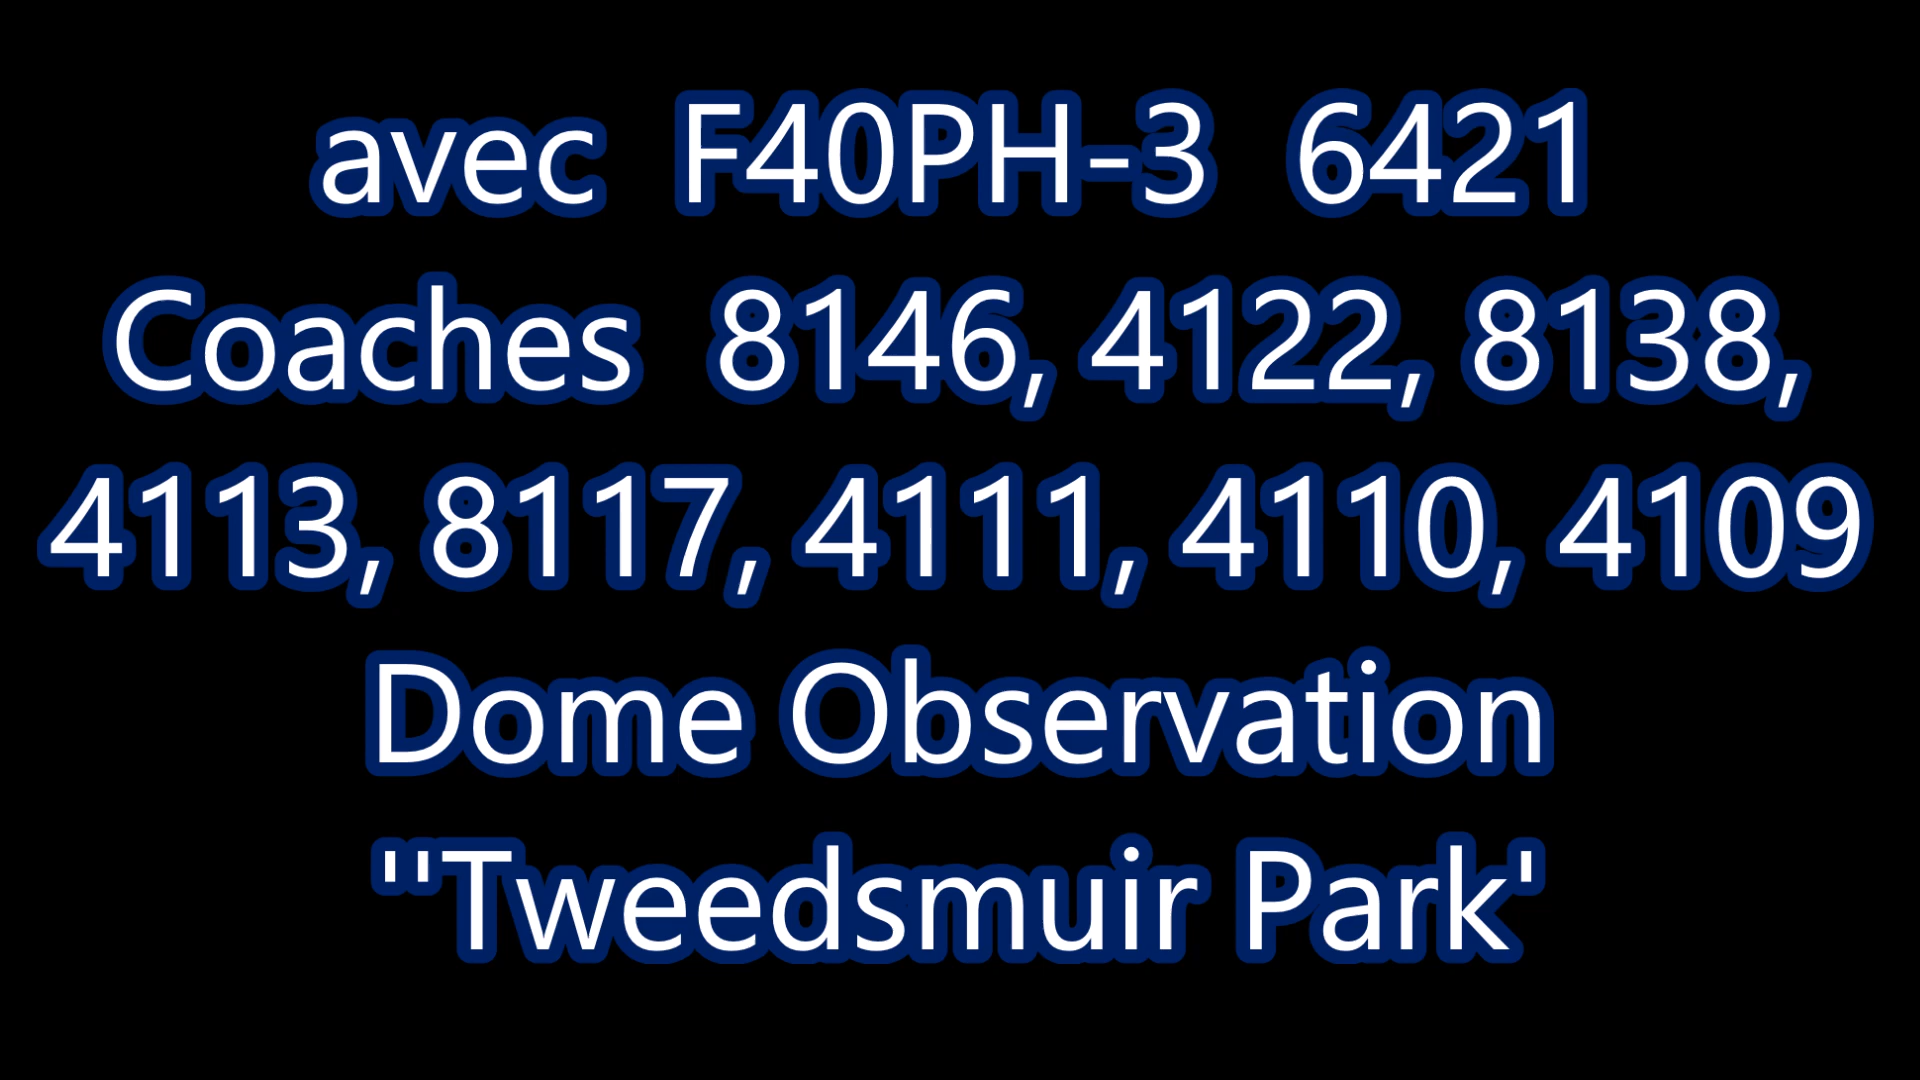 avec  F40PH-3  6421
Coaches  8146, 4122, 8138,
4113, 8117, 4111, 4110, 4109
Dome Observation
''Tweedsmuir Park'